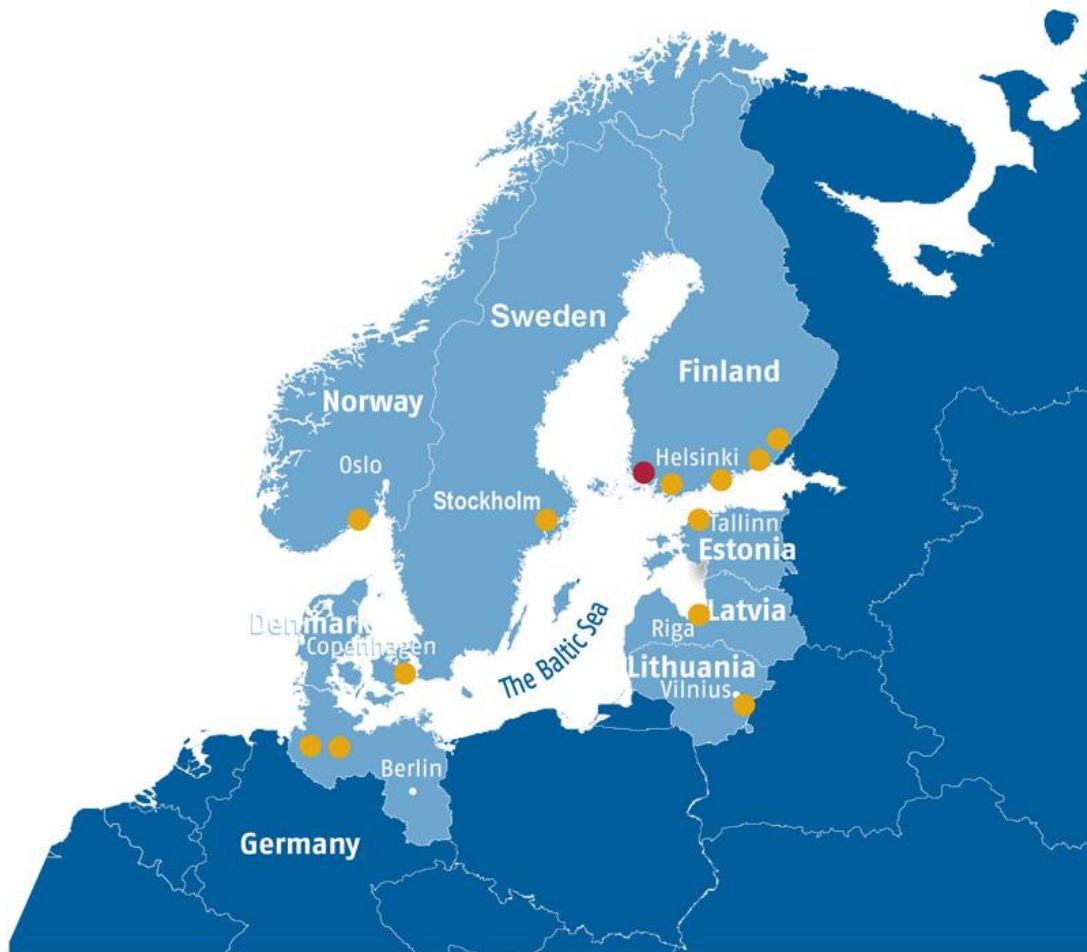 Sweden
Finland
Norway
Helsinki
Oslo
Stockholm
Tallinn
Estonia
Denmark
Latvia
Copenhagen
Riga
The Baltic Sea
Lithuania
Vilnius
Berlin
Germany